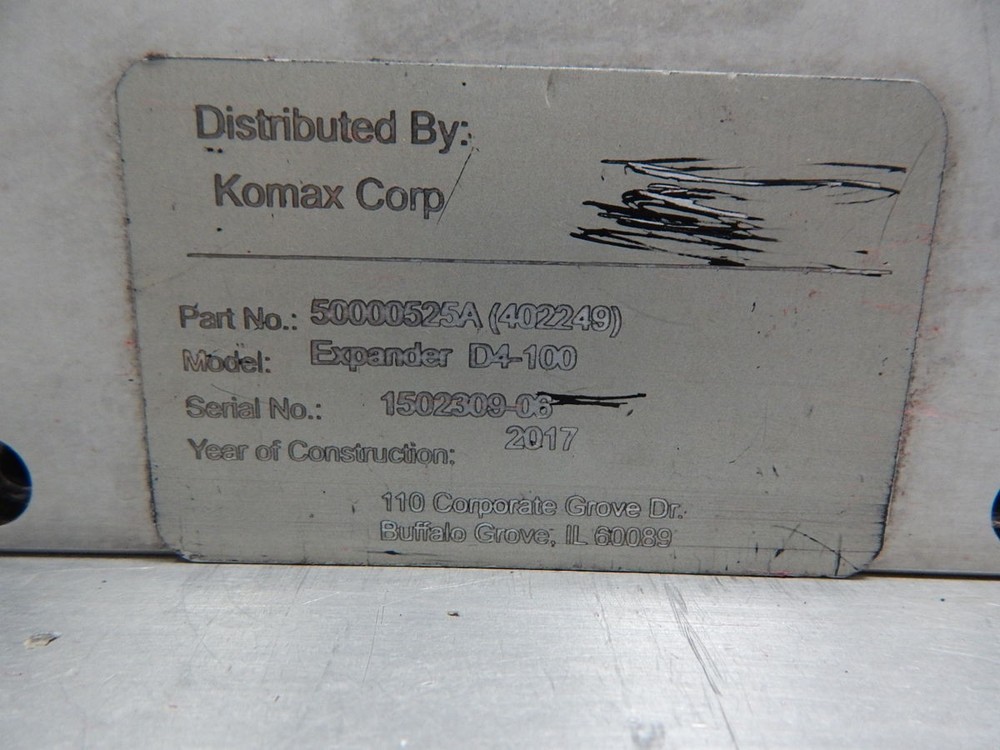 Distributed By:
Komax Corp
Part No.: 50000525A (402249)
Model: Expander D4-100
Serial No.: 1502309-06
Year of Construction: 2017
110 Corporate Grove Dr.
Buffalo Grove, IL 60089